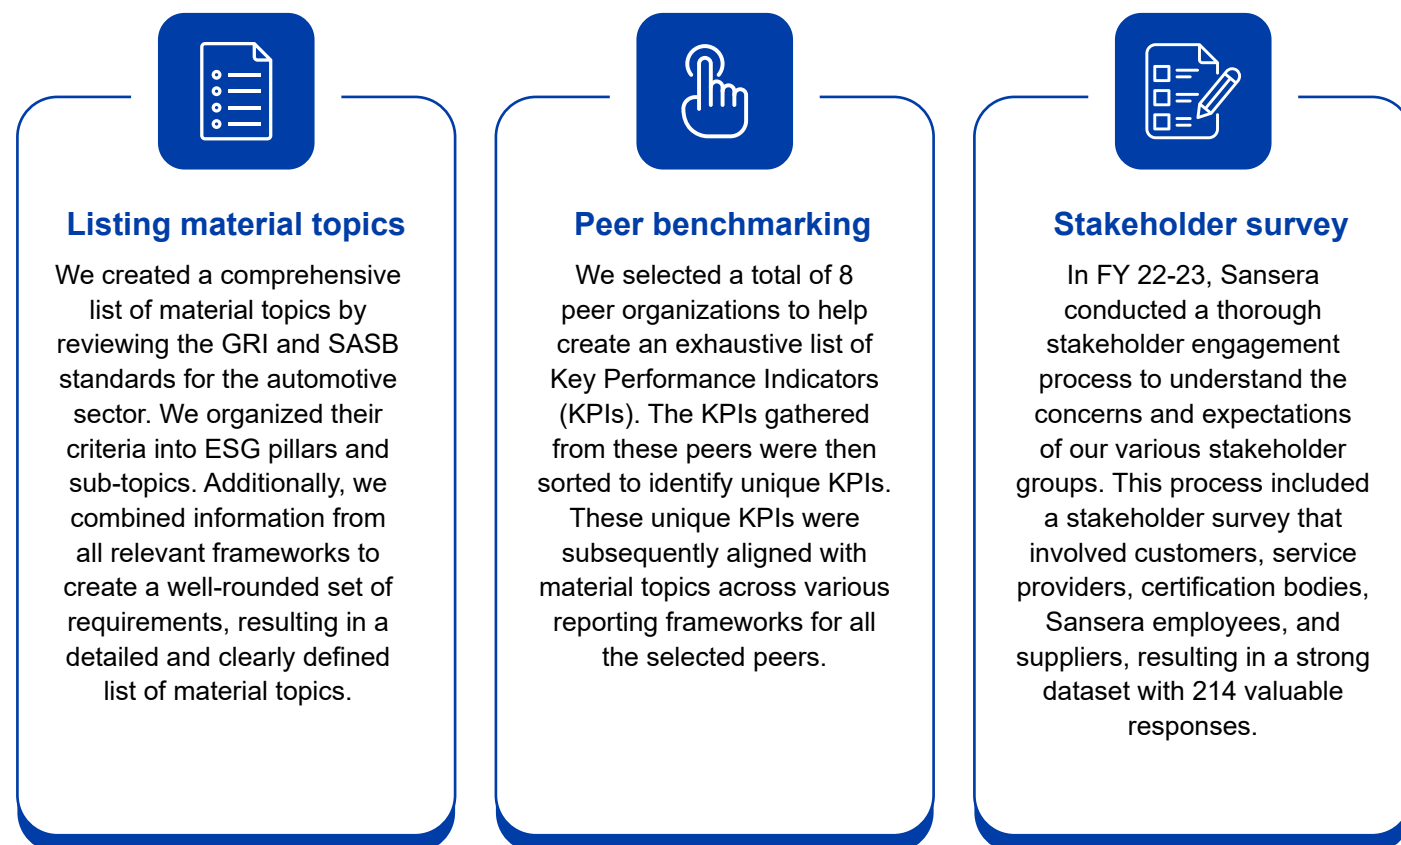 Listing material topics
We created a comprehensive
list of material topics by
reviewing the GRI and SASB
standards for the automotive
sector. We organized their
criteria into ESG pillars and
sub-topics. Additionally, we
combined information from
all relevant frameworks to
create a well-rounded set of
requirements, resulting in a
detailed and clearly defined
list of material topics.
Peer benchmarking
We selected a total of 8
peer organizations to help
create an exhaustive list of
Key Performance Indicators
(KPIs). The KPIs gathered
from these peers were then
sorted to identify unique KPIs.
These unique KPIs were
subsequently aligned with
material topics across various
reporting frameworks for all
the selected peers.
Stakeholder survey
In FY 22-23, Sansera
conducted a thorough
stakeholder engagement
process to understand the
concerns and expectations
of our various stakeholder
groups. This process included
a stakeholder survey that
involved customers, service
providers, certification bodies,
Sansera employees, and
suppliers, resulting in a strong
dataset with 214 valuable
responses.